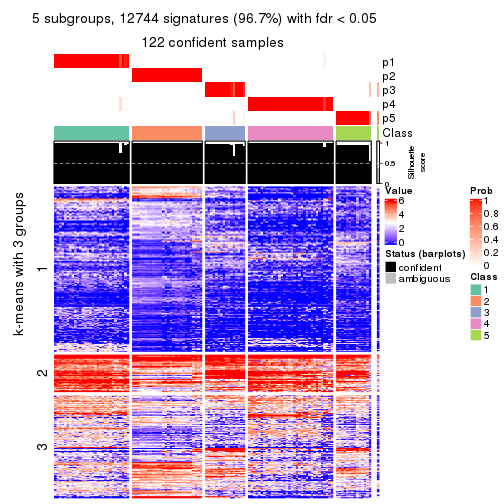 5 subgroups, 12744 signatures (96.7%) with fdr < 0.05
122 confident samples
p1
p2
p3
p4
p5
Class
1
0.5
0
Silhouette
score
k-means with 3 groups
1
2
3
Value
6
4
2
0
Status (barplots)
confident
ambiguous
Prob
1
0.8
0.6
0.4
0.2
0
Class
1
2
3
4
5